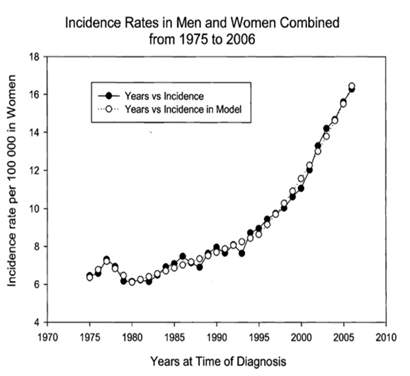 Incidence Rates in Men and Women Combined
from 1975 to 2006
18
16
14
12
10
8
6
4
Incidence rate per 100 000 in Women
Years vs Incidence
Years vs Incidence in Model
1970 1975 1980 1985 1990 1995 2000 2005 2010
Years at Time of Diagnosis